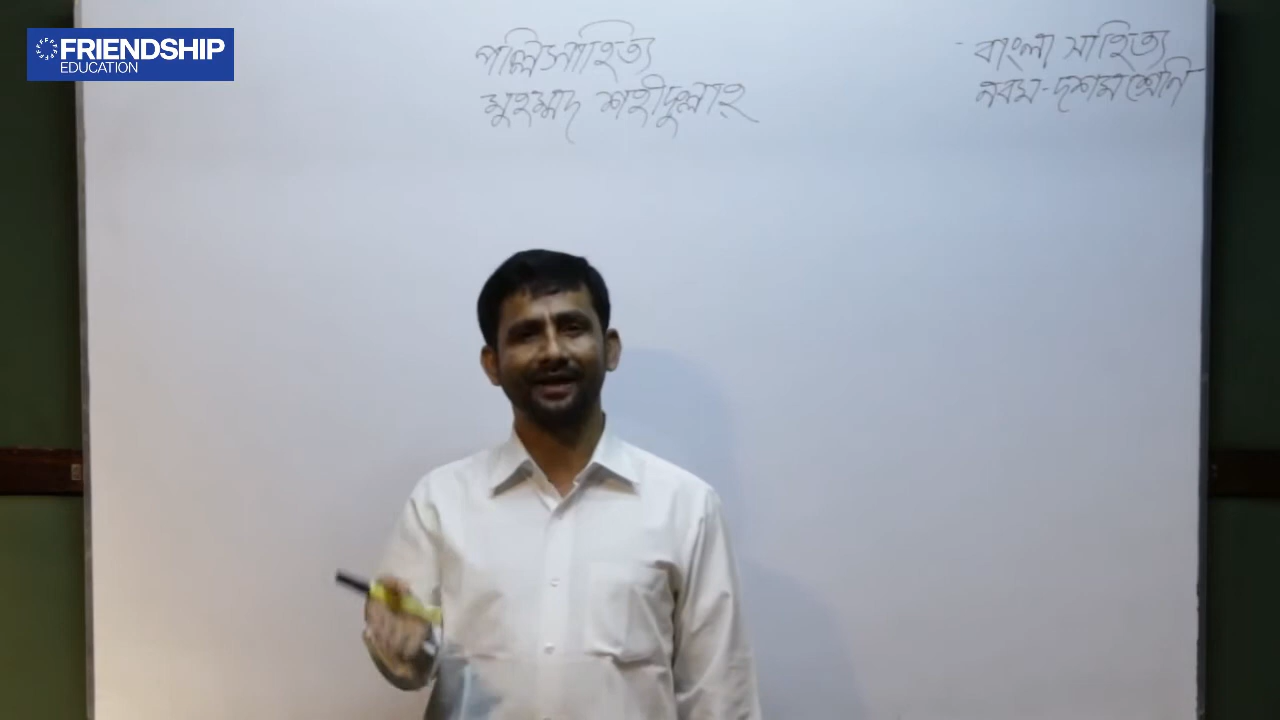 FRIENDSHIP
EDUCATION
পল্লিসাহিত্য
মুহম্মদ শহীদুল্লাহ্
বাংলা সাহিত্য
নবম-দশম শ্রেণি